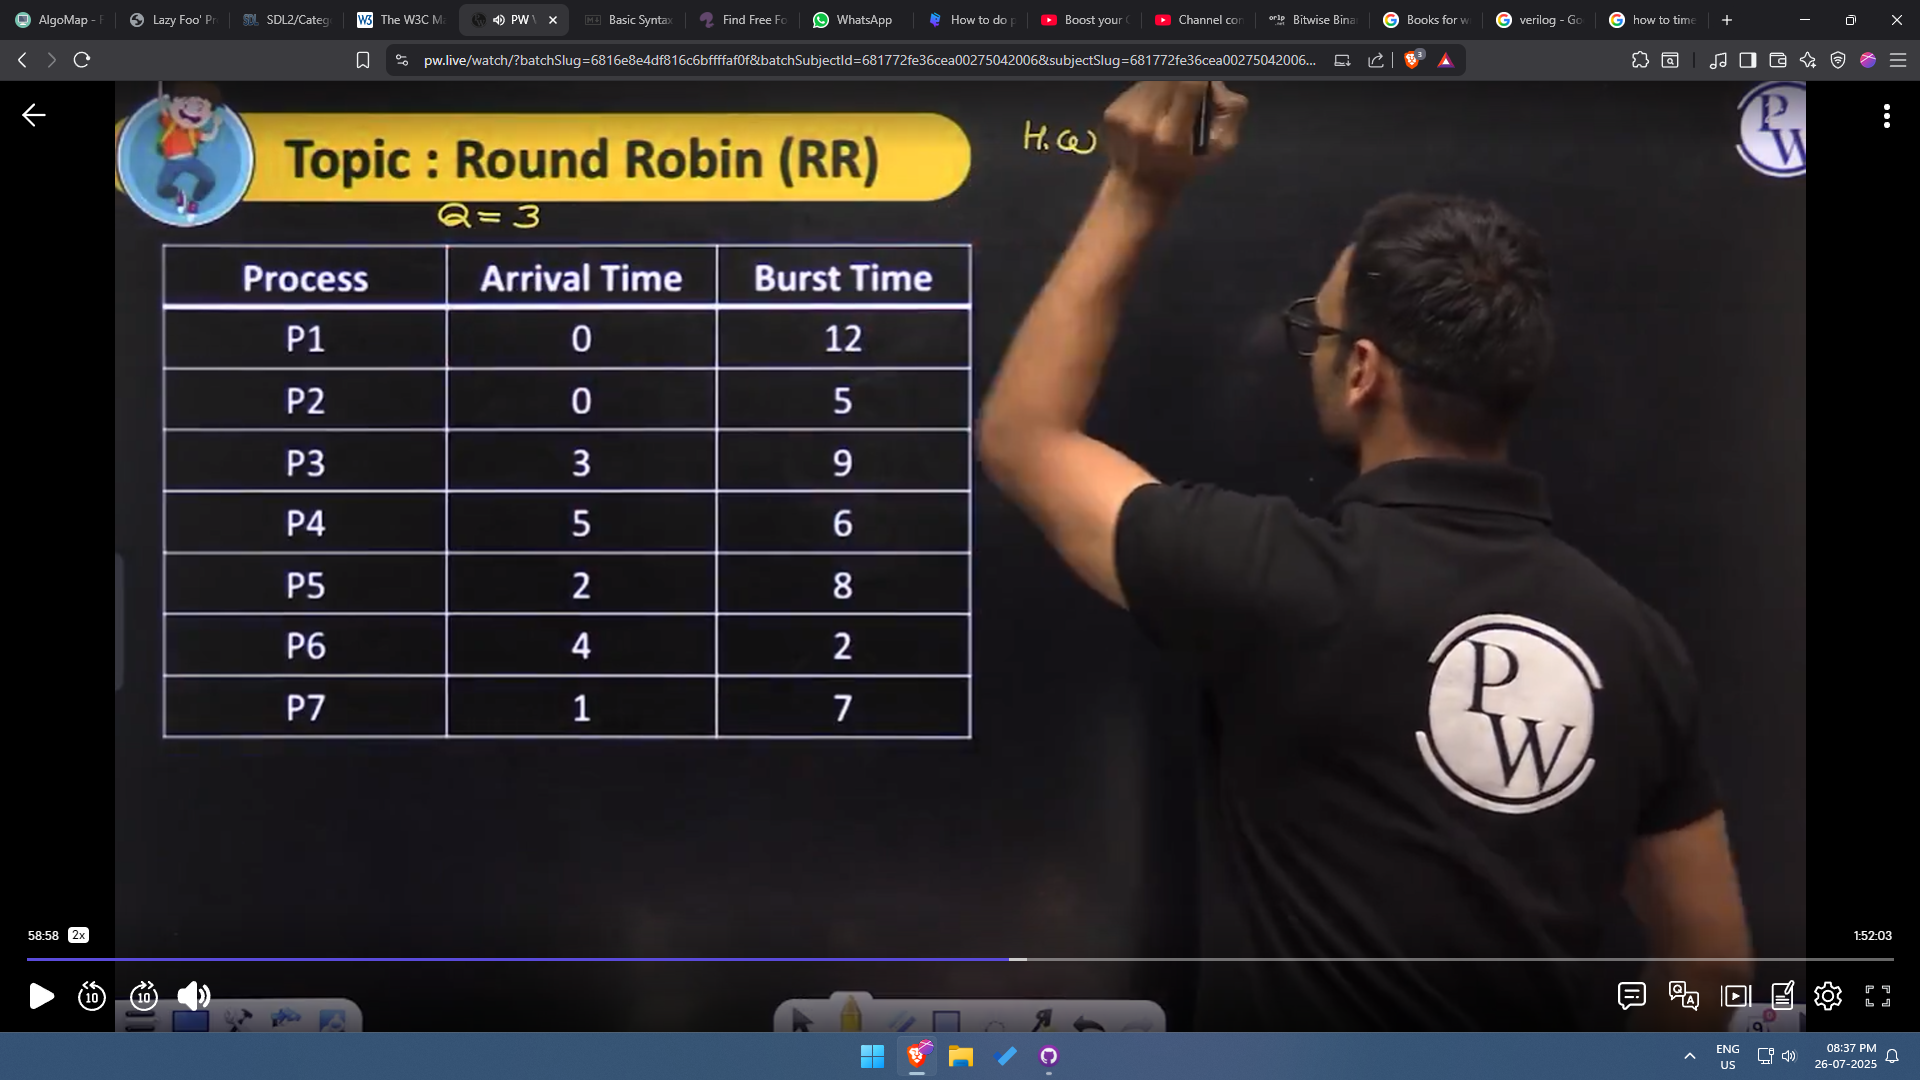 AlgoMap - F
Lazy Foo' Pr
SDL2/Categ
The W3C Ma
PW \
Basic Syntax
Find Free Fo
WhatsApp
How to do p
Boost your C
Channel con
Bitwise Bina
Books for w
verilog - Go
how to time
pw.live/watch/?batchSlug=6816e8e4df816c6bffffaf0f&batchSubjectId=681772fe36cea00275042006&subjectSlug=681772fe36cea00275042006...
3
Topic : Round Robin (RR)
H.W
PW
Q = 3
Process Arrival Time Burst Time
P1 0 12
P2 0 5
P3 3 9
P4 5 6
P5 2 8
P6 4 2
P7 1 7
PW
58:58 2x
1:52:03
10 10
Q A
ENG
US
08:37 PM
26-07-2025